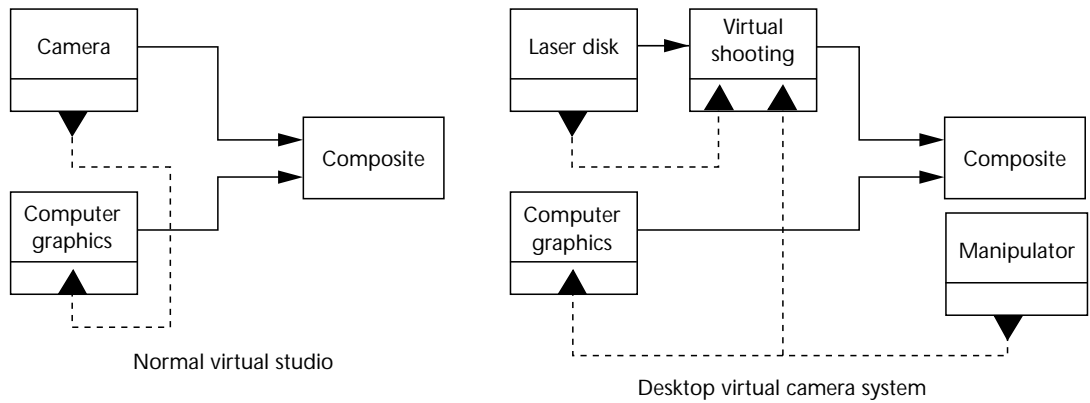 Camera
Computer
graphics
Composite
Normal virtual studio
Laser disk
Virtual
shooting
Computer
graphics
Composite
Manipulator
Desktop virtual camera system